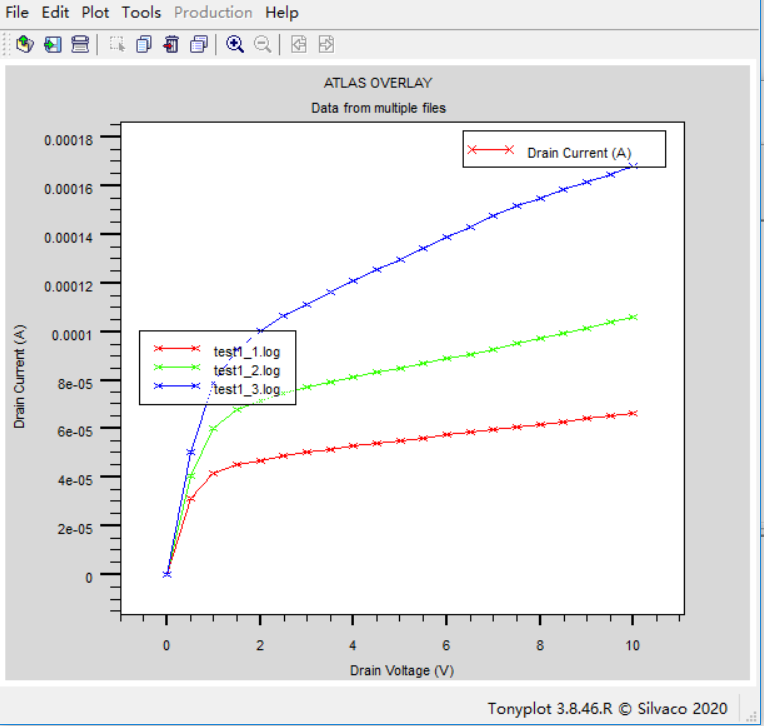 File Edit Plot Tools Production Help
ATLAS OVERLAY
Data from multiple files
Drain Current (A)
0.00018
0.00016
0.00014
0.00012
0.0001
8e-05
6e-05
4e-05
2e-05
0
Drain Current (A)
test1_1.log
test1_2.log
test1_3.log
0 2 4 6 8 10
Drain Voltage (V)
Tonyplot 3.8.46.R © Silvaco 2020